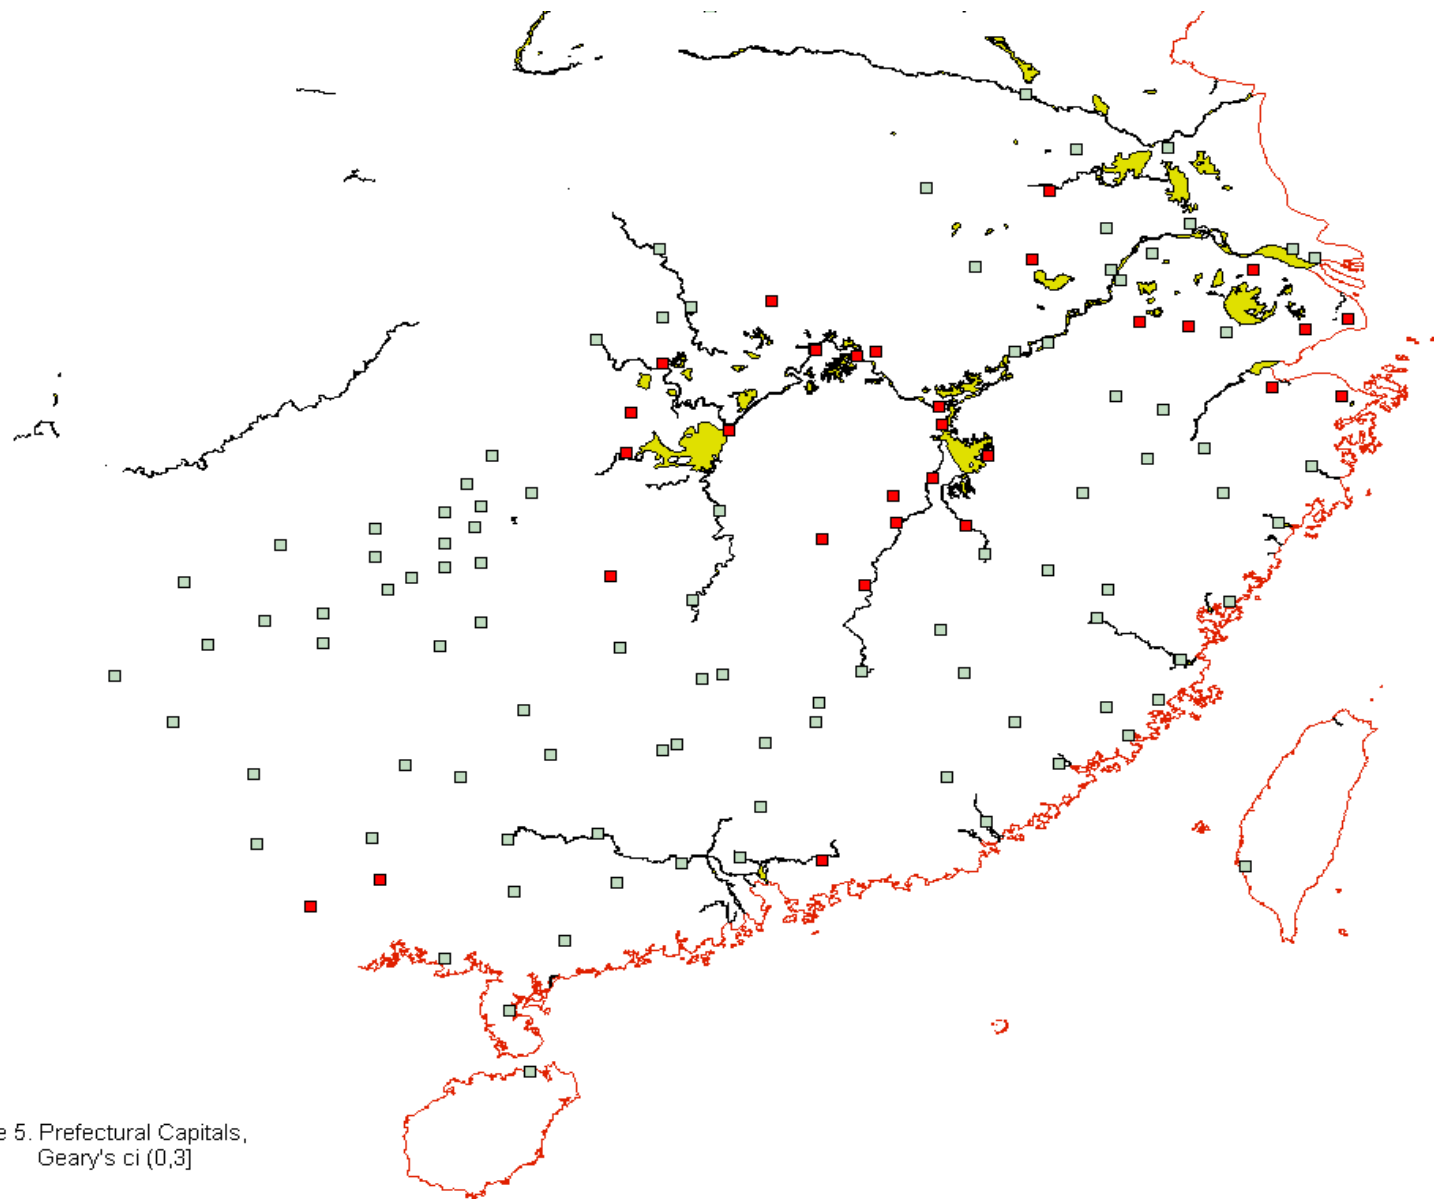 e 5. Prefectural Capitals,
Geary's ci (0,3]